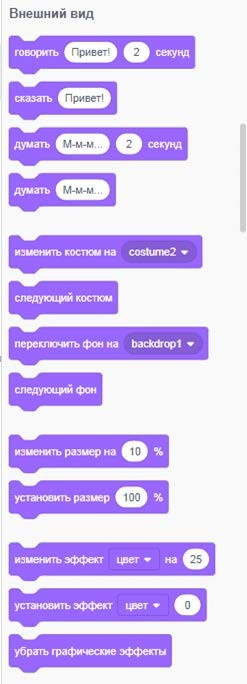 Внешний вид
говорить Привет! 2 секунд
сказать Привет!
думать М-м-м... 2 секунд
думать М-м-м...
изменить костюм на costume2
следующий костюм
переключить фон на backdrop1
следующий фон
изменить размер на 10 %
установить размер 100 %
изменить эффект цвет на 25
установить эффект цвет 0
убрать графические эффекты